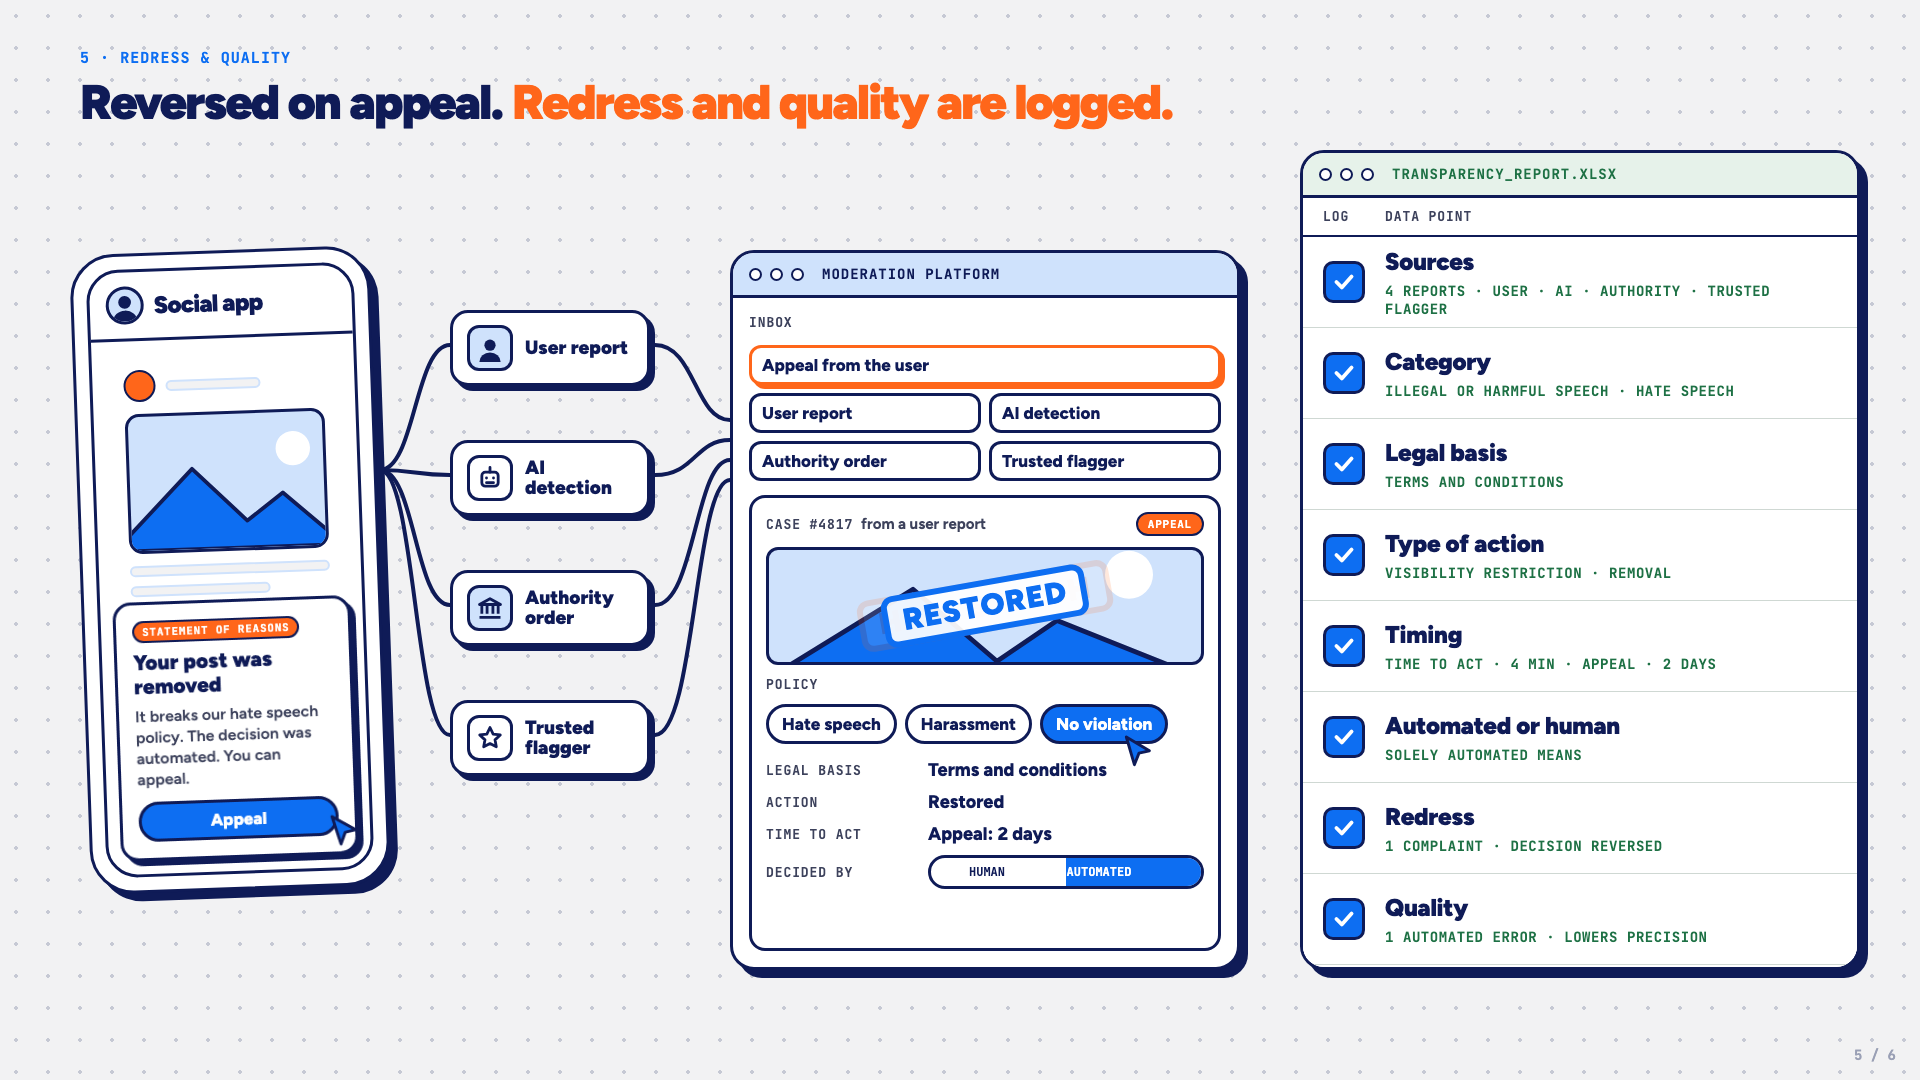 5 · REDRESS & QUALITY
Reversed on appeal. Redress and quality are logged.
Social app
STATEMENT OF REASONS
Your post was
removed
It breaks our hate speech
policy. The decision was
automated. You can
appeal.
Appeal
User report
AI
detection
Authority
order
Trusted
flagger
MODERATION PLATFORM
INBOX
Appeal from the user
User report
AI detection
Authority order
Trusted flagger
CASE #4817 from a user report
APPEAL
RESTORED
POLICY
Hate speech
Harassment
No violation
LEGAL BASIS
Terms and conditions
ACTION
Restored
TIME TO ACT
Appeal: 2 days
DECIDED BY
HUMAN
AUTOMATED
TRANSPARENCY_REPORT.XLSX
LOG
DATA POINT
Sources
4 REPORTS · USER · AI · AUTHORITY · TRUSTED
FLAGGER
Category
ILLEGAL OR HARMFUL SPEECH · HATE SPEECH
Legal basis
TERMS AND CONDITIONS
Type of action
VISIBILITY RESTRICTION · REMOVAL
Timing
TIME TO ACT · 4 MIN · APPEAL · 2 DAYS
Automated or human
SOLELY AUTOMATED MEANS
Redress
1 COMPLAINT · DECISION REVERSED
Quality
1 AUTOMATED ERROR · LOWERS PRECISION
5 / 6